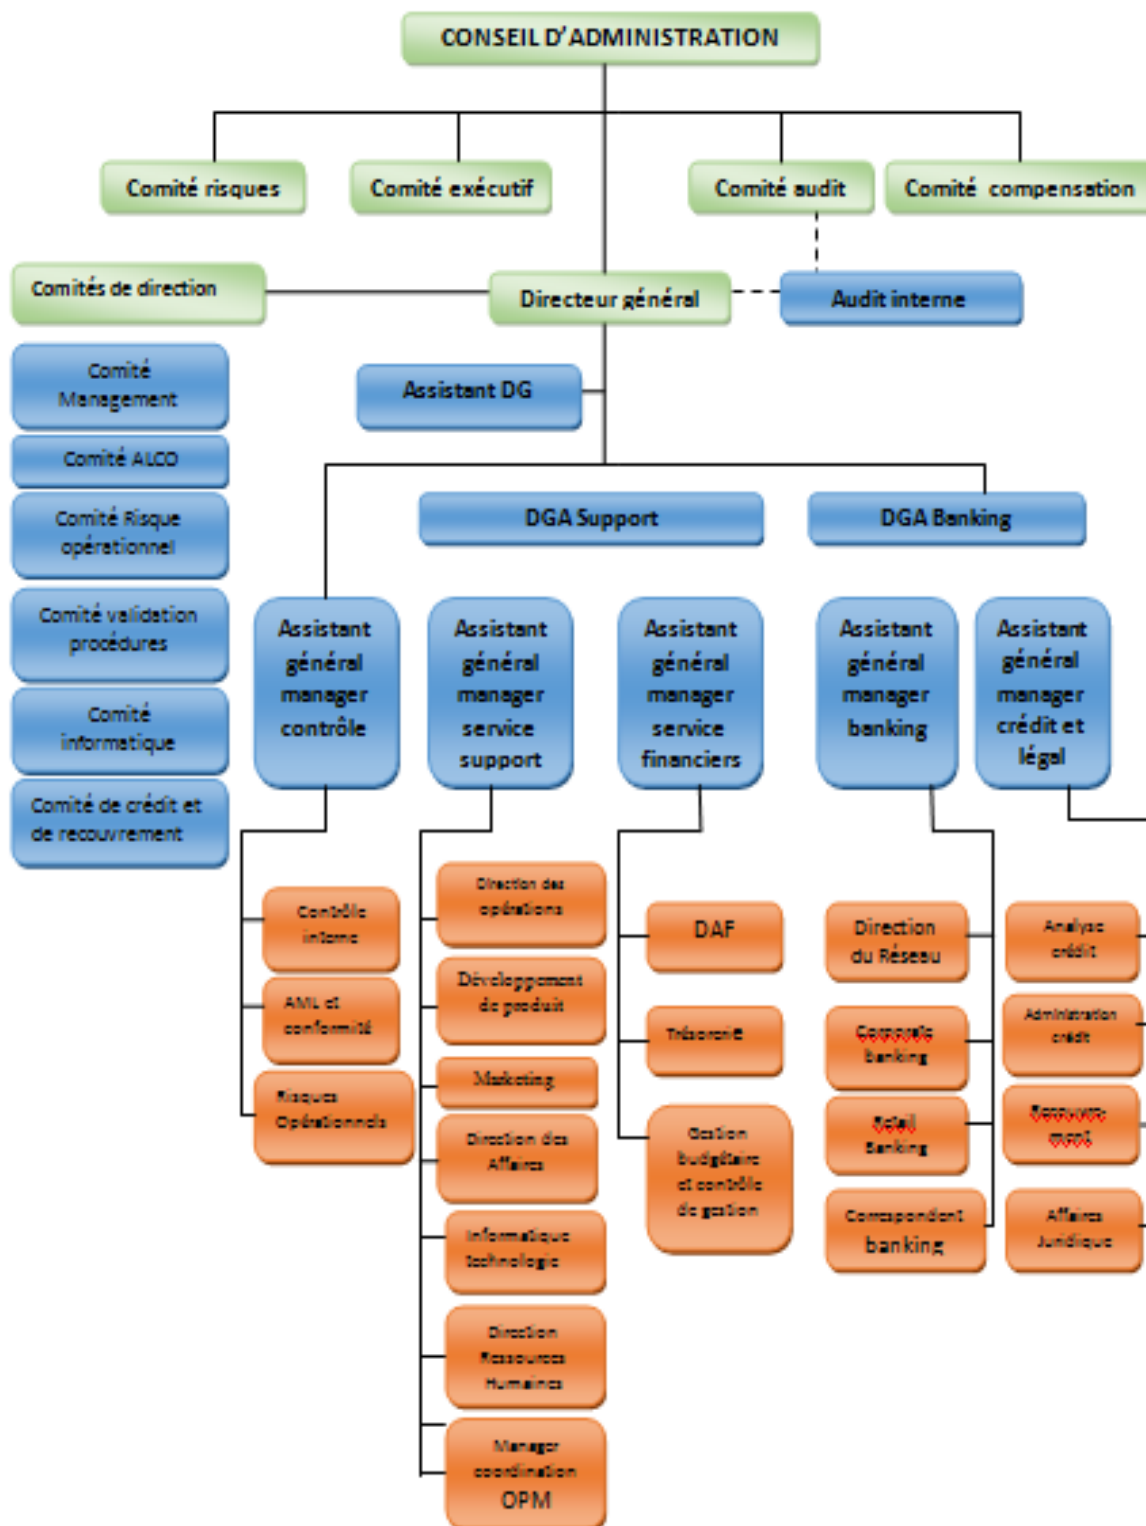 CONSEIL D'ADMINISTRATION
Comité risques
Comité exécutif
Comité audit
Comité compensation
Comités de direction
Directeur général
Audit interne
Comité
Management
Assistant DG
Comité ALCO
Comité Risque
opérationnel
DGA Support
DGA Banking
Comité validation
procédures
Comité
informatique
Comité de crédit et
de recouvrement
Assistant
général
manager
contrôle
Assistant
général
manager
service
support
Assistant
général
manager
service
financiers
Assistant
général
manager
banking
Assistant
général
manager
crédit et
légal
Contrôle
interne
AML et
conformité
Risques
Opérationnels
Direction des
opérations
Développement
de produit
Marketing
Direction des
Affaires
Informatique
technologie
Direction
Ressources
Humaines
Manager
coordination
OPM
DAF
Trésorerie
Gestion
budgétaire
et contrôle
de gestion
Direction
du Réseau
Corporate
banking
Retail
Banking
Correspondent
banking
Analyse
crédit
Administration
crédit
Recouvre-
ment
Affaires
Juridique